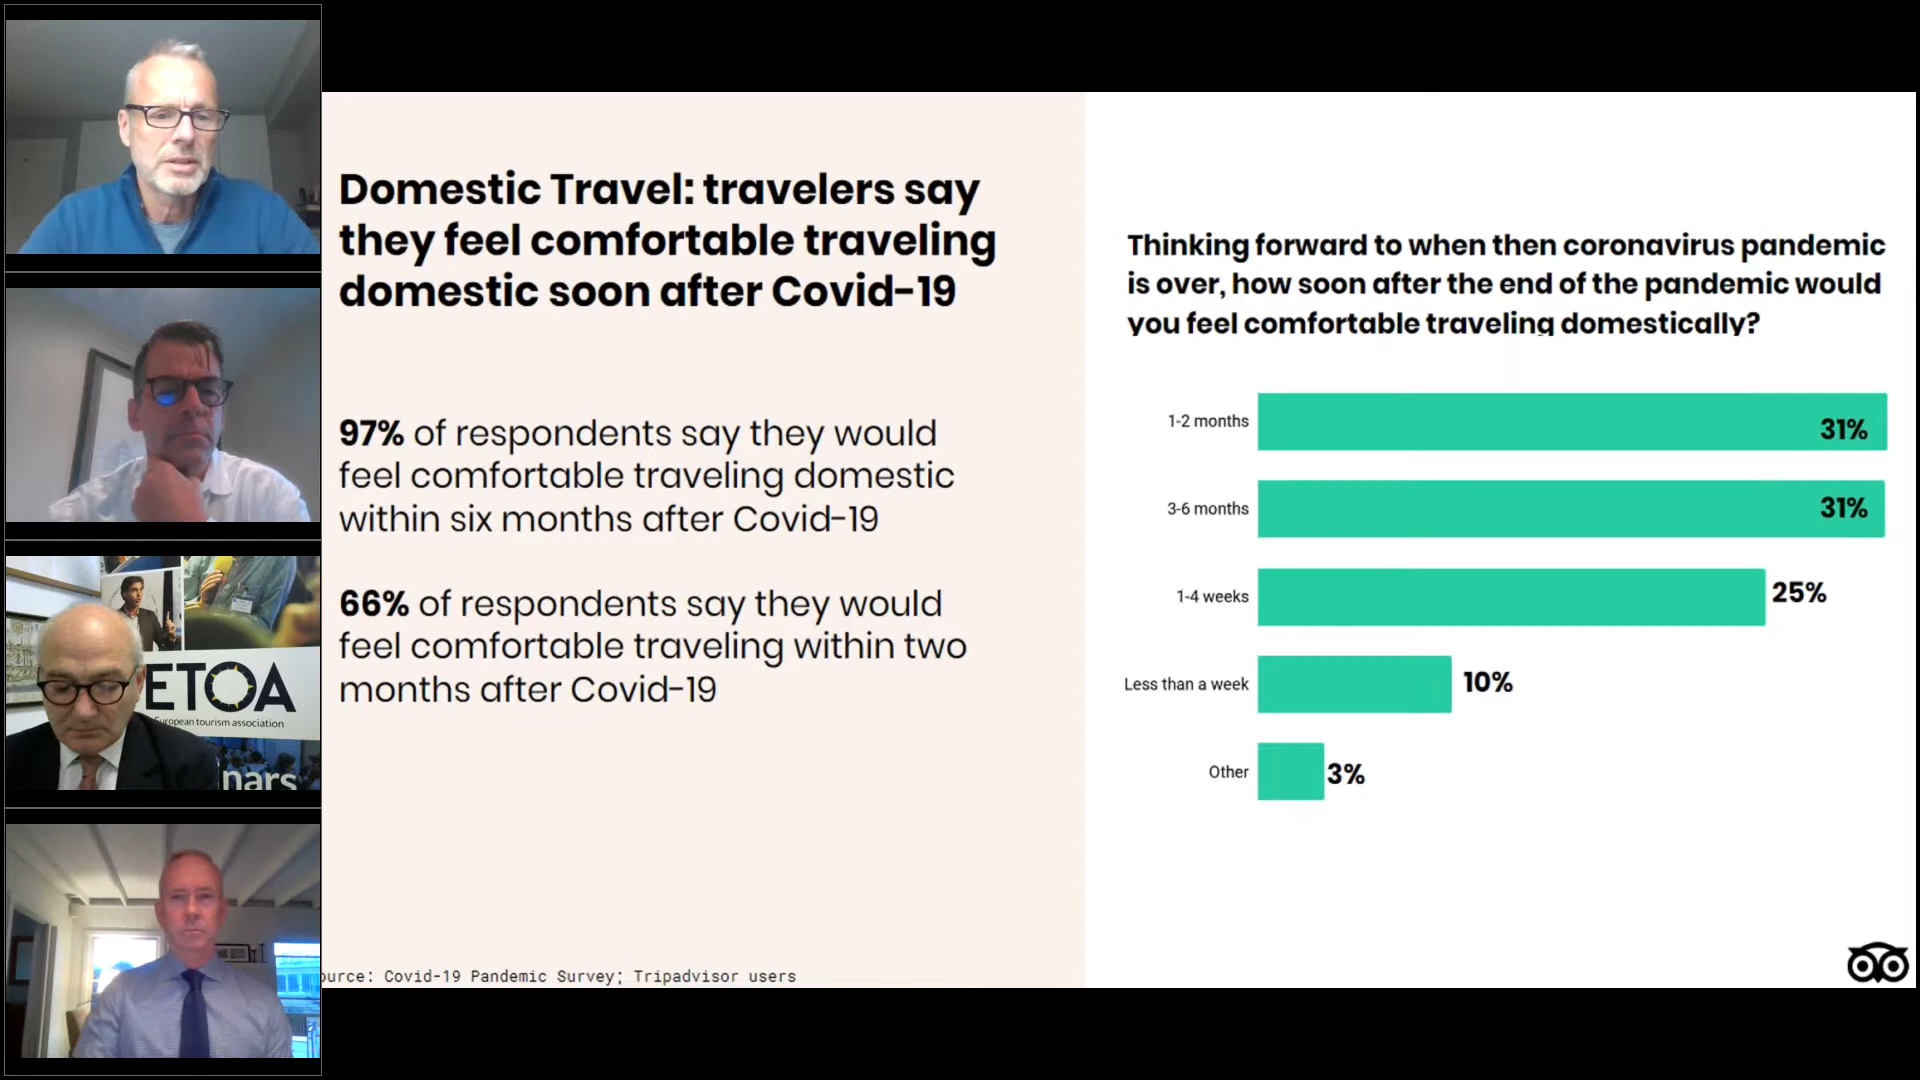 Domestic Travel: travelers say
they feel comfortable traveling
domestic soon after Covid-19
97% of respondents say they would
feel comfortable traveling domestic
within six months after Covid-19
66% of respondents say they would
feel comfortable traveling within two
months after Covid-19
urce: Covid-19 Pandemic Survey; Tripadvisor users
Thinking forward to when then coronavirus pandemic
is over, how soon after the end of the pandemic would
you feel comfortable traveling domestically?
1-2 months 31%
3-6 months 31%
1-4 weeks 25%
Less than a week 10%
Other 3%
ETOA
European tourism association
nars